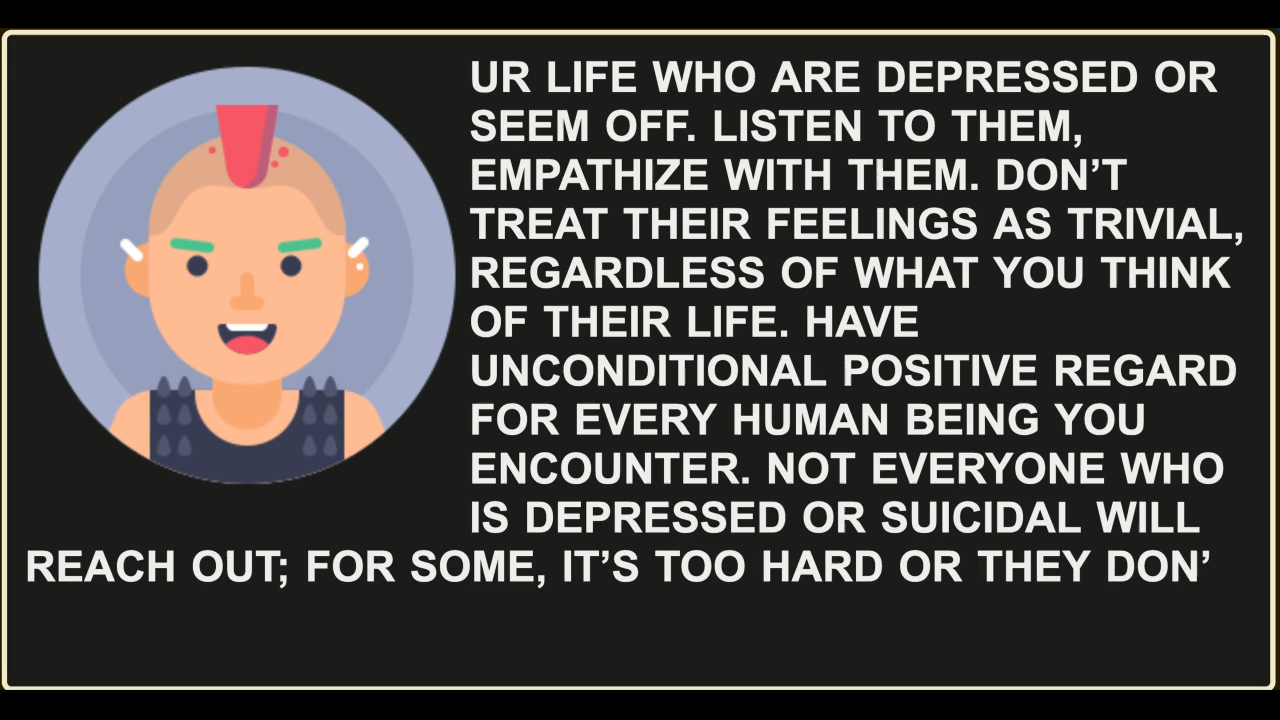 UR LIFE WHO ARE DEPRESSED OR
SEEM OFF. LISTEN TO THEM,
EMPATHIZE WITH THEM. DON’T
TREAT THEIR FEELINGS AS TRIVIAL,
REGARDLESS OF WHAT YOU THINK
OF THEIR LIFE. HAVE
UNCONDITIONAL POSITIVE REGARD
FOR EVERY HUMAN BEING YOU
ENCOUNTER. NOT EVERYONE WHO
IS DEPRESSED OR SUICIDAL WILL
REACH OUT; FOR SOME, IT’S TOO HARD OR THEY DON’